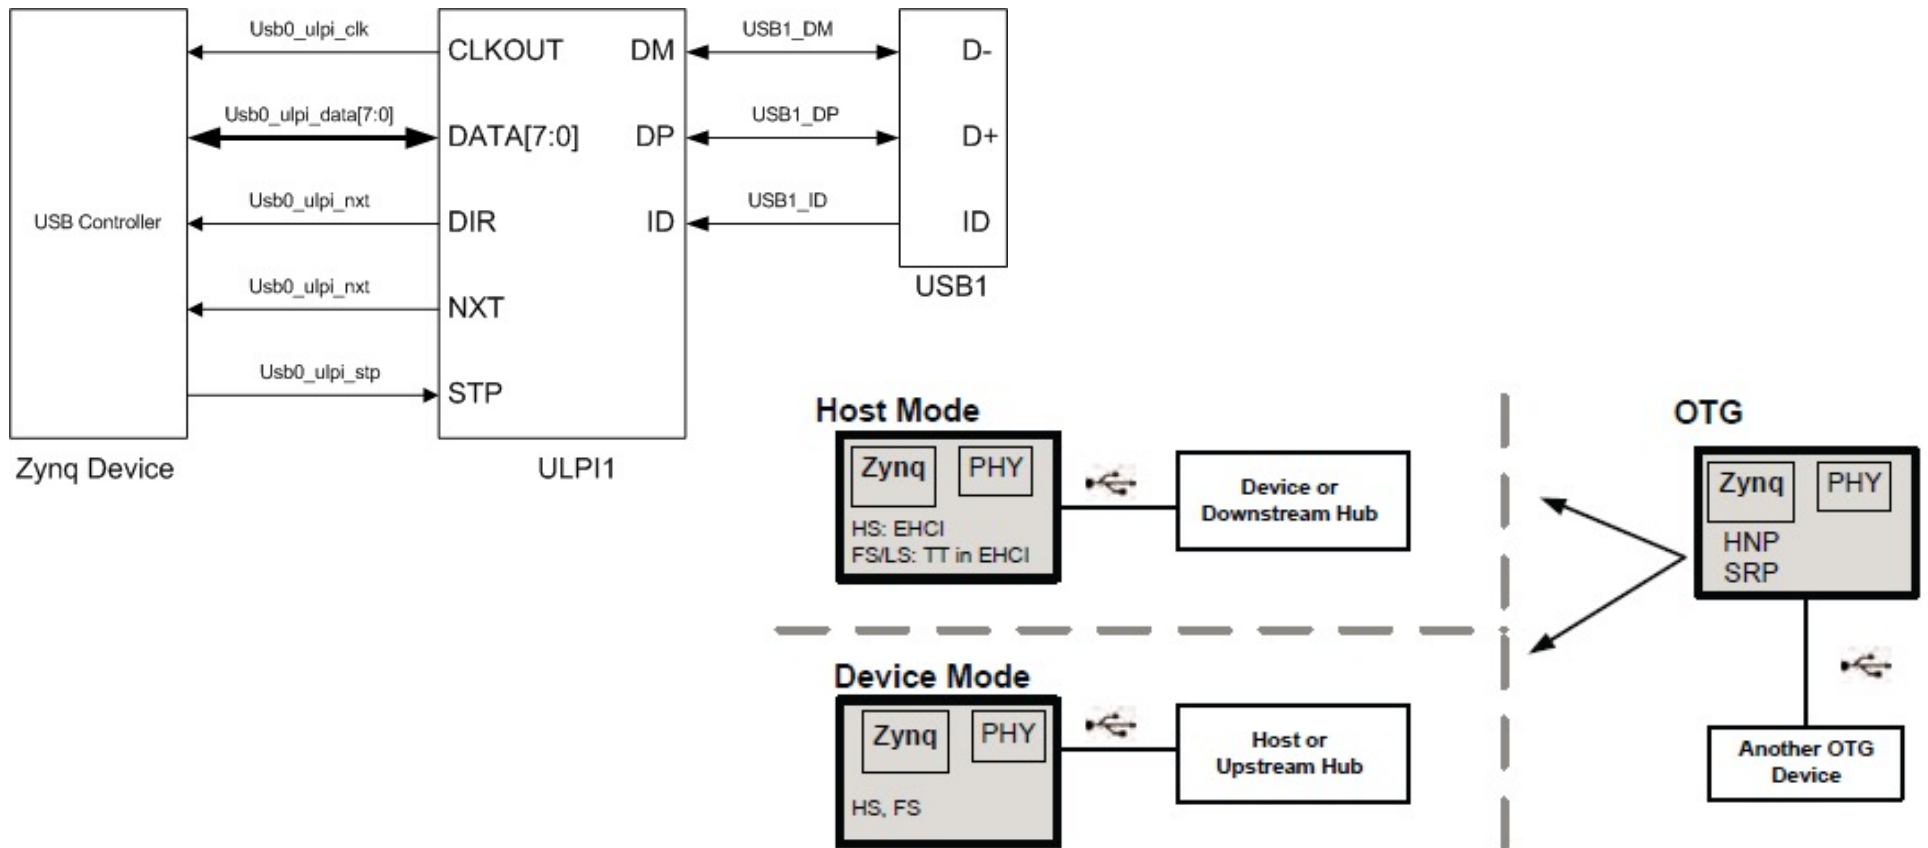 Usb0_ulpi_clk
CLKOUT
DM
USB1_DM
D-
Usb0_ulpi_data[7:0]
DATA[7:0]
DP
USB1_DP
D+
USB Controller
Usb0_ulpi_nxt
DIR
ID
USB1_ID
ID
USB1
Usb0_ulpi_nxt
NXT
Usb0_ulpi_stp
STP
Zynq Device
ULPI1
Host Mode
Zynq
PHY
HS: EHCI
FS/LS: TT in EHCI
Device or
Downstream Hub
OTG
Zynq
PHY
HNP
SRP
Another OTG
Device
Device Mode
Zynq
PHY
HS, FS
Host or
Upstream Hub